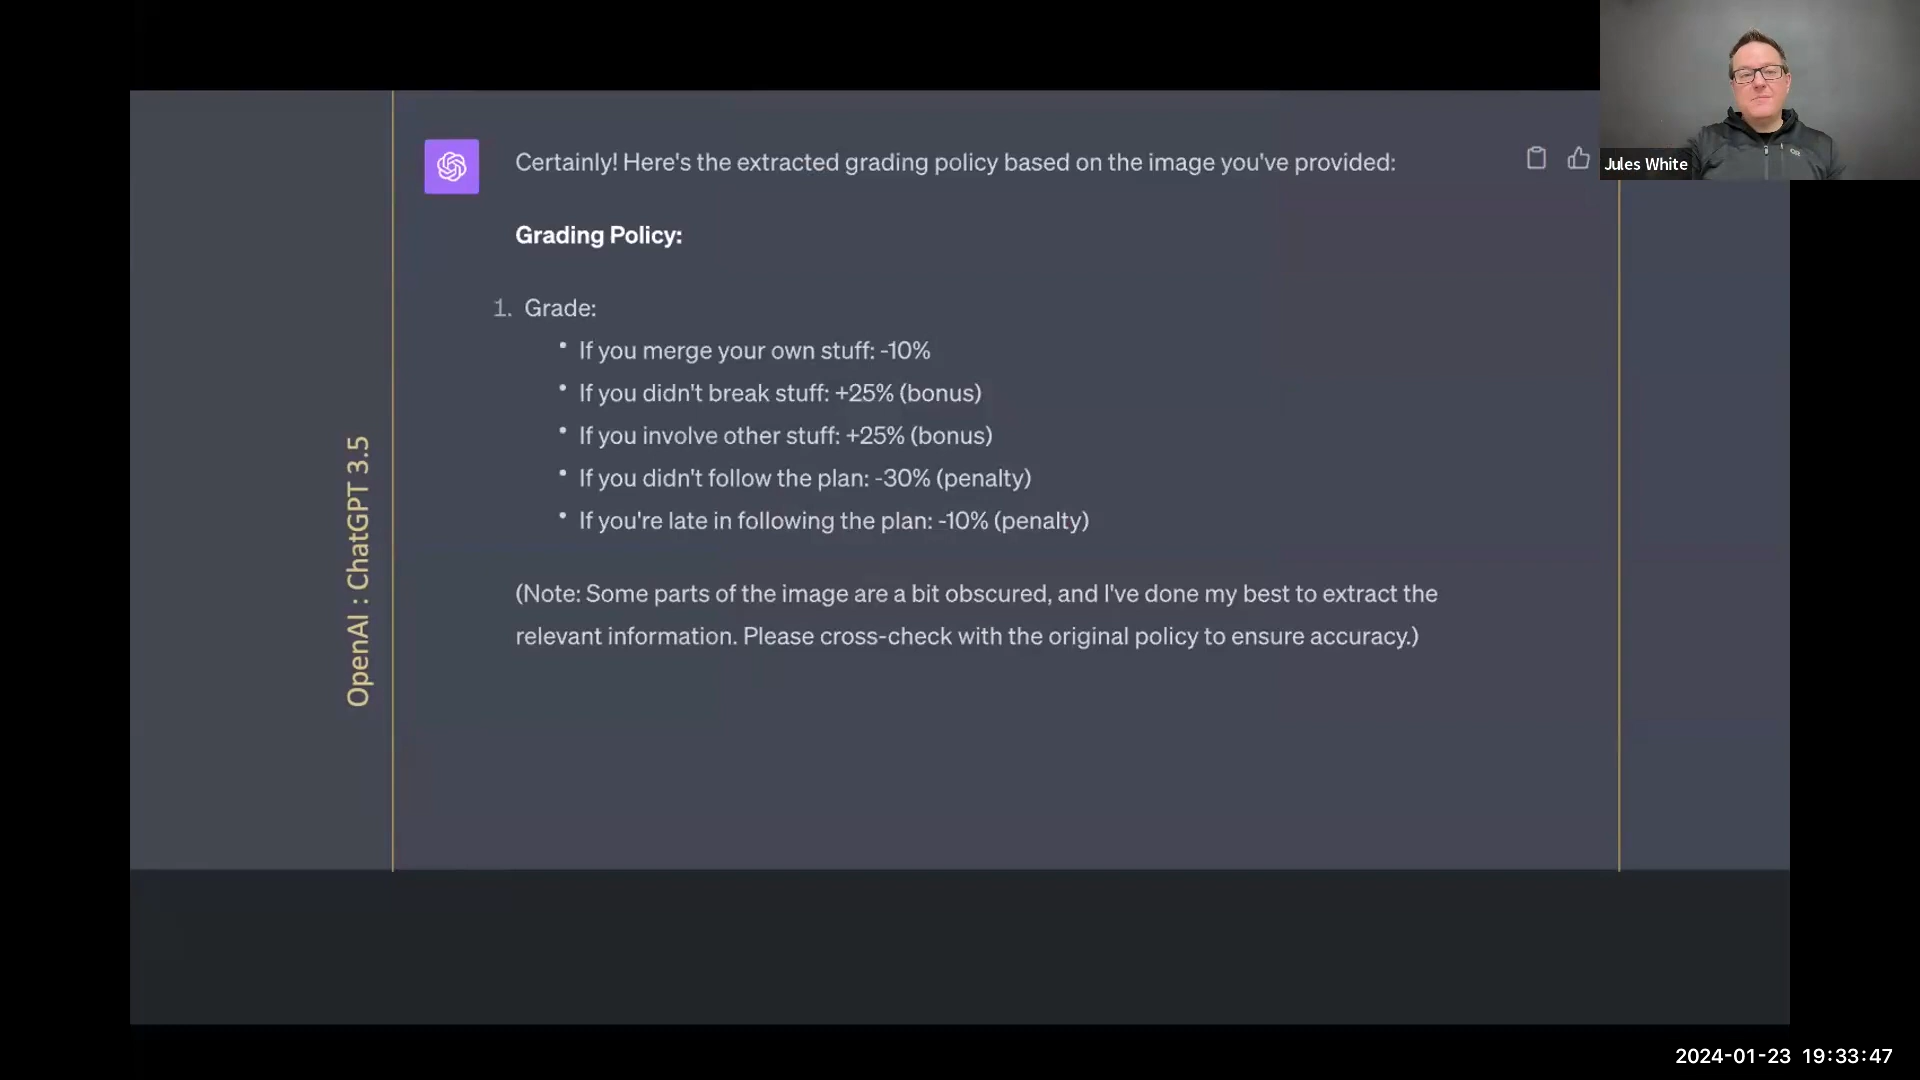 Certainly! Here's the extracted grading policy based on the image you've provided:
Jules White
Grading Policy:
1. Grade:
• If you merge your own stuff: -10%
• If you didn't break stuff: +25% (bonus)
• If you involve other stuff: +25% (bonus)
• If you didn't follow the plan: -30% (penalty)
• If you're late in following the plan: -10% (penalty)
(Note: Some parts of the image are a bit obscured, and I've done my best to extract the
relevant information. Please cross-check with the original policy to ensure accuracy.)
OpenAI : ChatGPT 3.5
2024-01-23 19:33:47